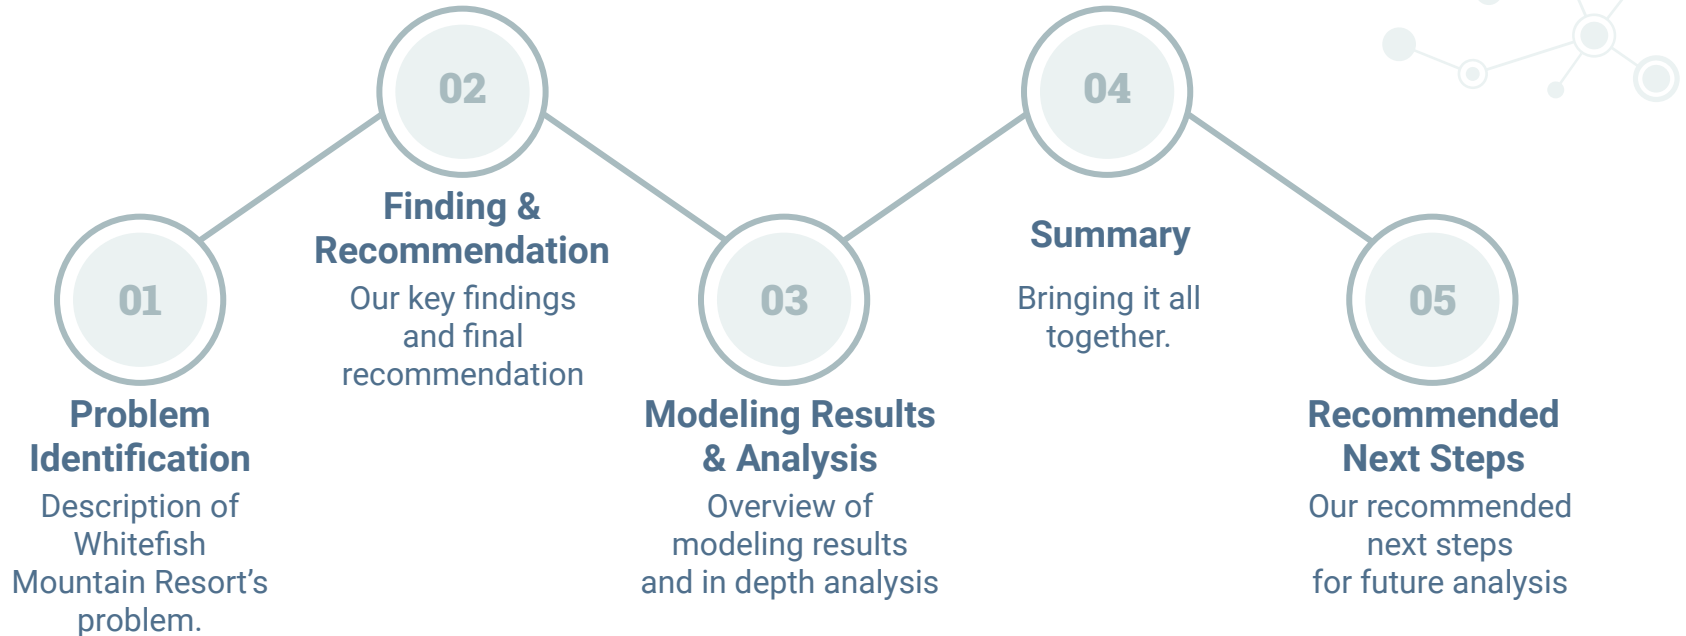 01
Problem
Identification
Description of
Whitefish
Mountain Resort’s
problem.
02
Finding &
Recommendation
Our key findings
and final
recommendation
03
Modeling Results
& Analysis
Overview of
modeling results
and in depth analysis
04
Summary
Bringing it all
together.
05
Recommended
Next Steps
Our recommended
next steps
for future analysis